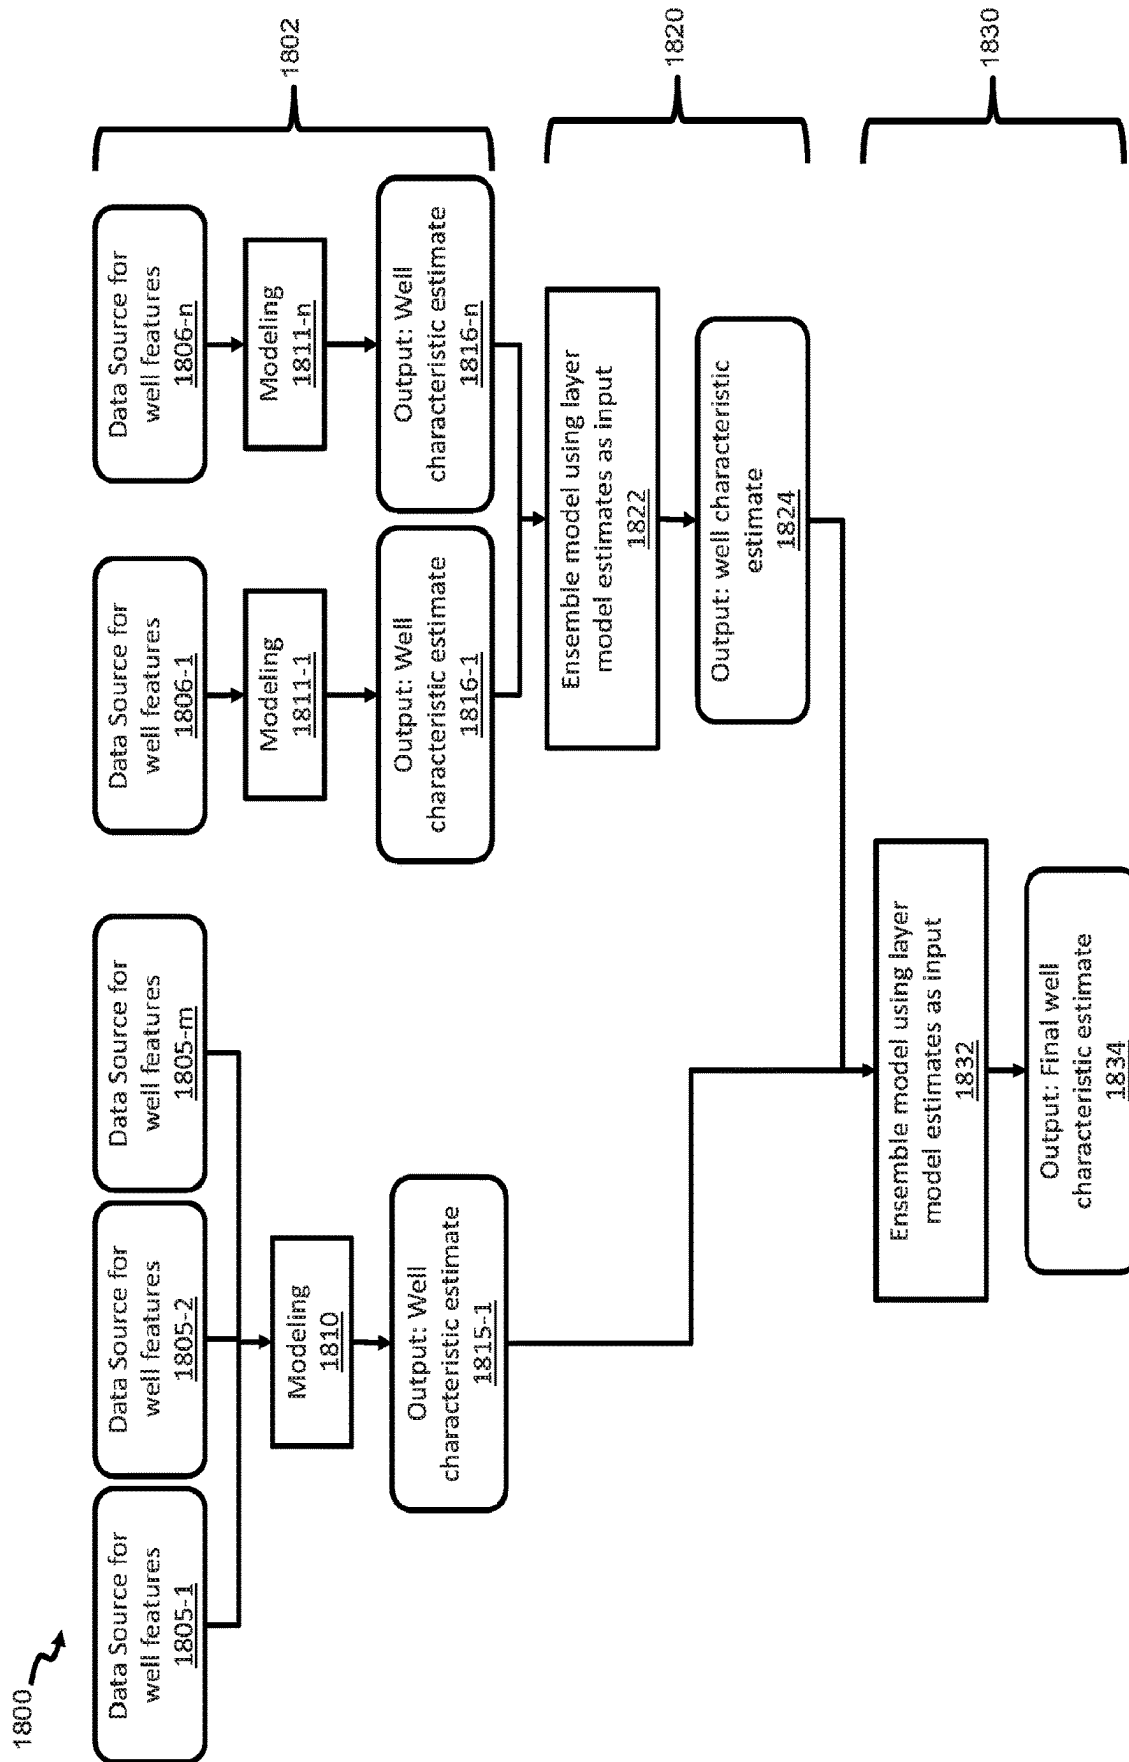 1800
Data Source for
well features
1805-1
Data Source for
well features
1805-2
Data Source for
well features
1805-m
Data Source for
well features
1806-1
Data Source for
well features
1806-n
1802
Modeling
1810
Modeling
1811-1
Modeling
1811-n
Output: Well
characteristic estimate
1815-1
Output: Well
characteristic estimate
1816-1
Output: Well
characteristic estimate
1816-n
Ensemble model using layer
model estimates as input
1822
1820
Output: well characteristic
estimate
1824
Ensemble model using layer
model estimates as input
1832
1830
Output: Final well
characteristic estimate
1834